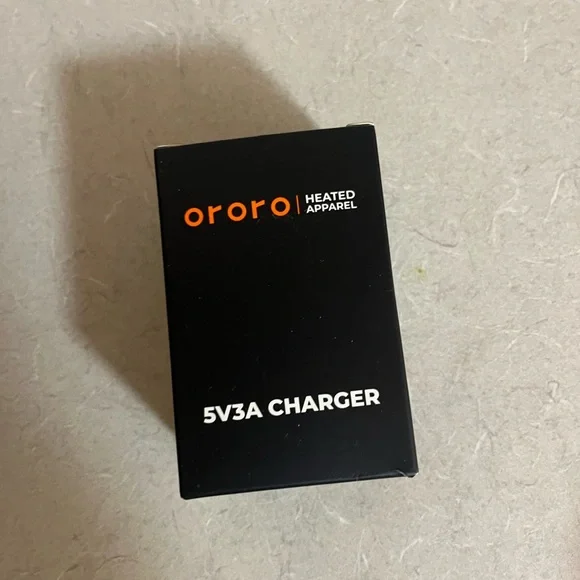 ororo | HEATED
APPAREL
5V3A CHARGER